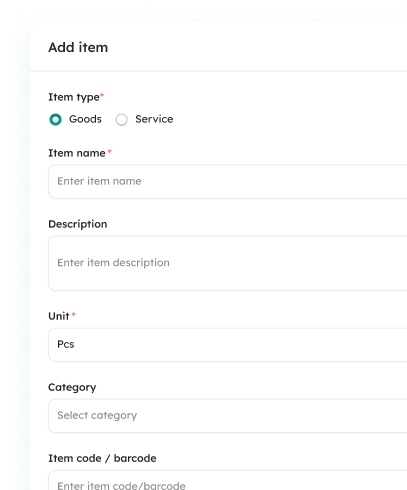 Add item
Item type*
Goods Service
Item name *
Enter item name
Description
Enter item description
Unit *
Pcs
Category
Select category
Item code / barcode
Enter item code/barcode